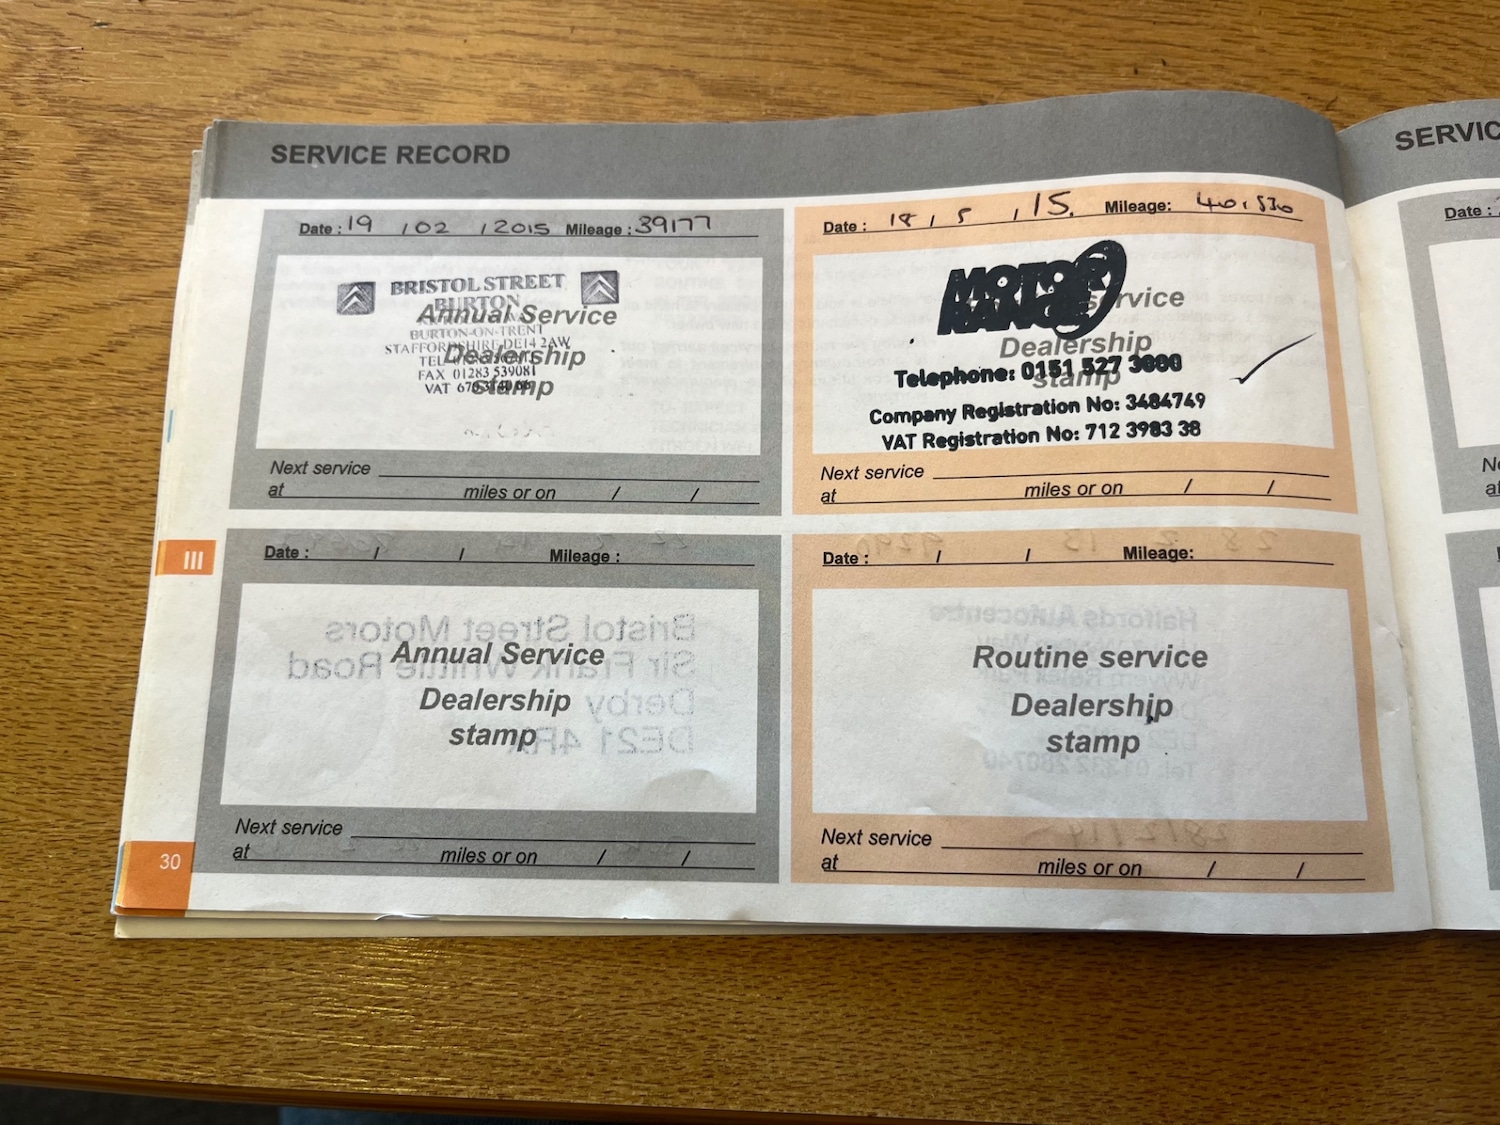 SERVICE RECORD
Date : 19 / 02 / 2015 Mileage : 39177
BRISTOL STREET
BURTON
Annual Service
BURTON-ON-TRENT
STAFFORDSHIRE DE14 2AW
Dealership
TEL
FAX 01283 539081
VAT
stamp
Next service
at miles or on / /
Date : 18 / 5 / 15. Mileage: 40,530
MOTOR
RANGE
service
Dealership
Telephone: 0151 527 3000
stamp
Company Registration No: 3484749
VAT Registration No: 712 3983 38
Next service
at miles or on / /
III
Date : / / Mileage :
Annual Service
Dealership
stamp
Next service
at miles or on / /
Date : / / Mileage:
Routine service
Dealership
stamp
Next service
at miles or on / /
30
SERVIC
Date :